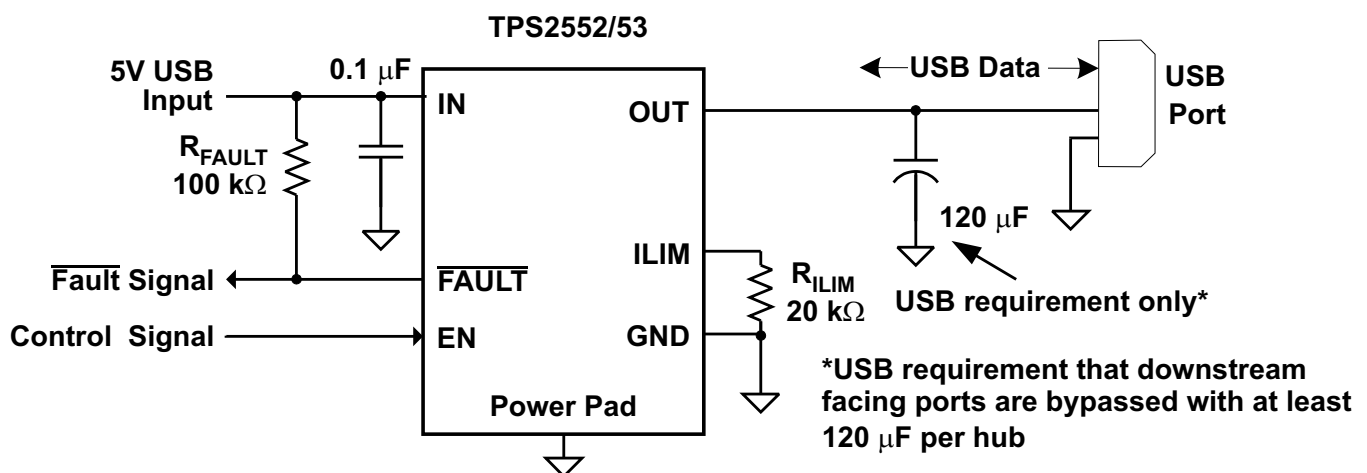 TPS2552/53
5V USB
Input
0.1 μF
R_FAULT
100 kΩ
IN
OUT
USB Data
USB
Port
120 μF
USB requirement only*
Fault Signal
FAULT
ILIM
R_ILIM
20 kΩ
Control Signal
EN
GND
Power Pad
*USB requirement that downstream
facing ports are bypassed with at least
120 μF per hub